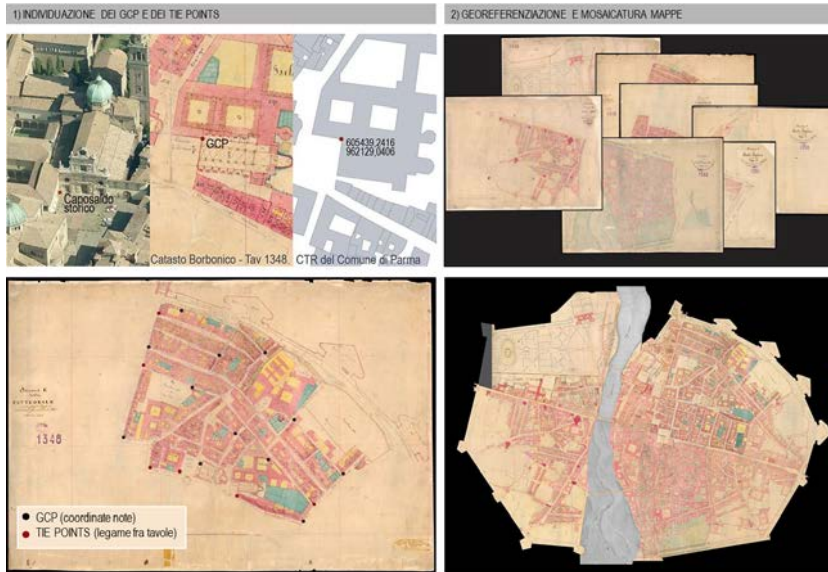 1) INDIVIDUAZIONE DEI GCP E DEI TIE POINTS
2) GEOREFERENZIAZIONE E MOSAICATURA MAPPE
GCP
605439,2416
962129,0406
Caposaldo
storico
Catasto Borbonico - Tav 1348
CTR del Comune di Parma
1348
GCP (coordinate note)
TIE POINTS (legame fra tavole)